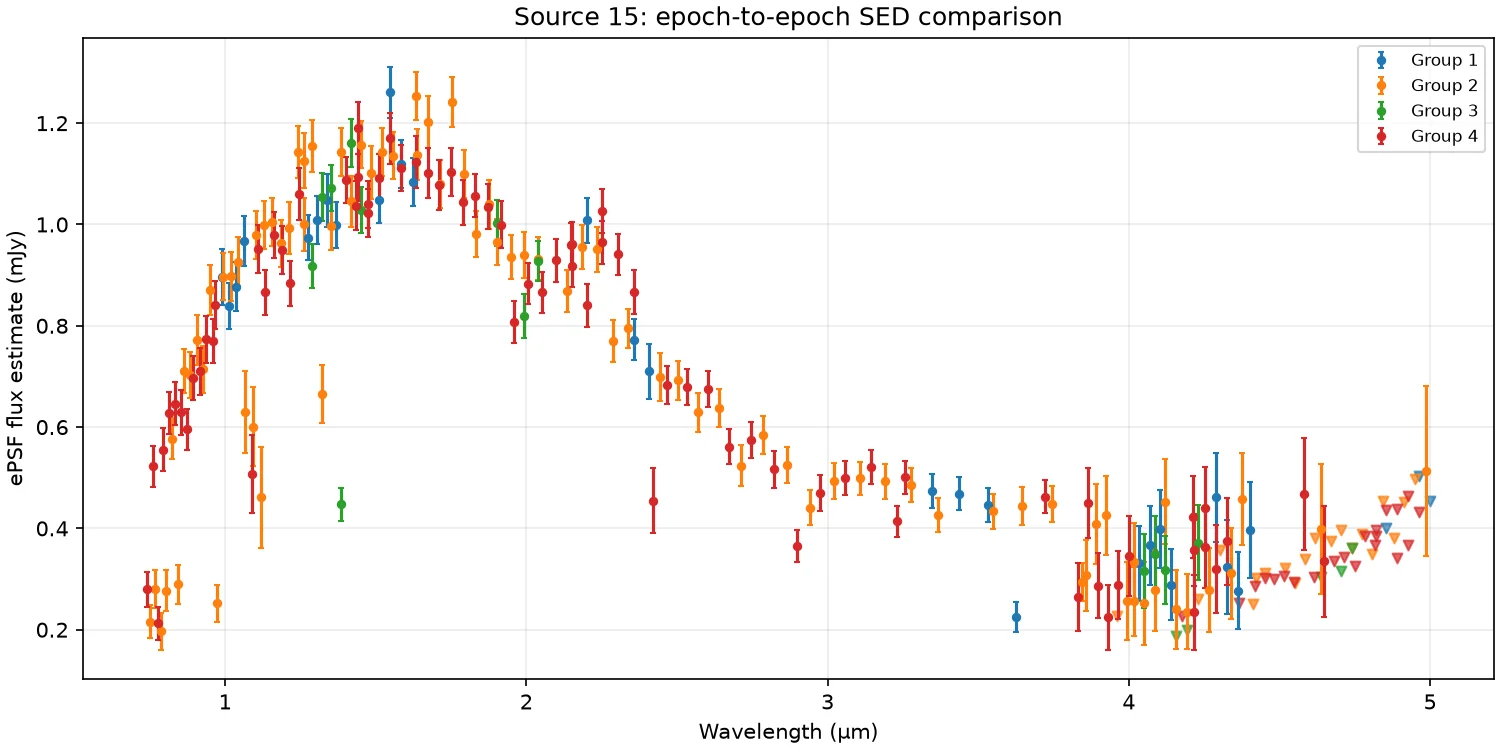 Source 15: epoch-to-epoch SED comparison
ePSF flux estimate (mJy)
1.2
1.0
0.8
0.6
0.4
0.2
1 2 3 4 5
Wavelength (μm)
Group 1
Group 2
Group 3
Group 4